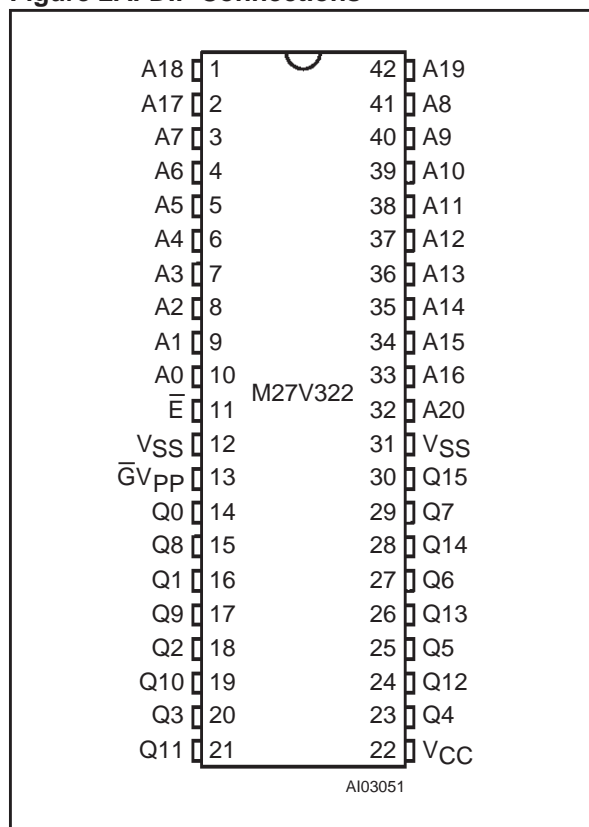 Figure 2A. DIP Connections
A18 1 42 A19
A17 2 41 A8
A7 3 40 A9
A6 4 39 A10
A5 5 38 A11
A4 6 37 A12
A3 7 36 A13
A2 8 35 A14
A1 9 34 A15
A0 10 33 A16
M27V322
E̅ 11 32 A20
VSS 12 31 VSS
G̅VPP 13 30 Q15
Q0 14 29 Q7
Q8 15 28 Q14
Q1 16 27 Q6
Q9 17 26 Q13
Q2 18 25 Q5
Q10 19 24 Q12
Q3 20 23 Q4
Q11 21 22 VCC
AI03051